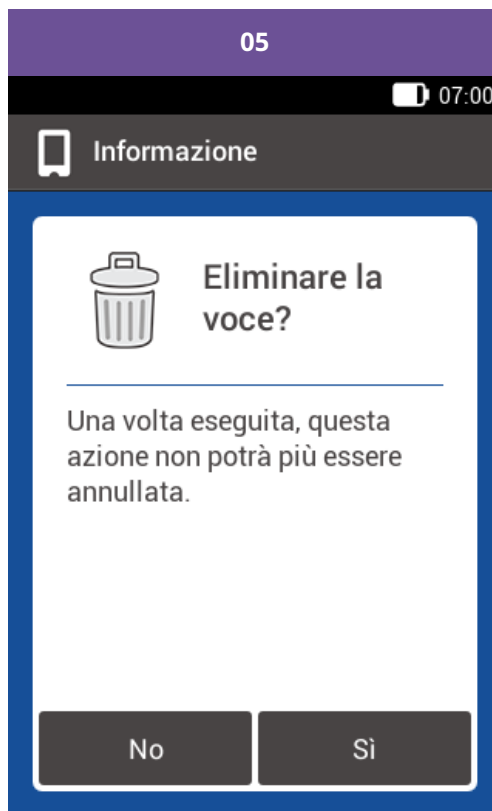 05
07:00
Informazione
Eliminare la
voce?
Una volta eseguita, questa
azione non potrà più essere
annullata.
No
Sì